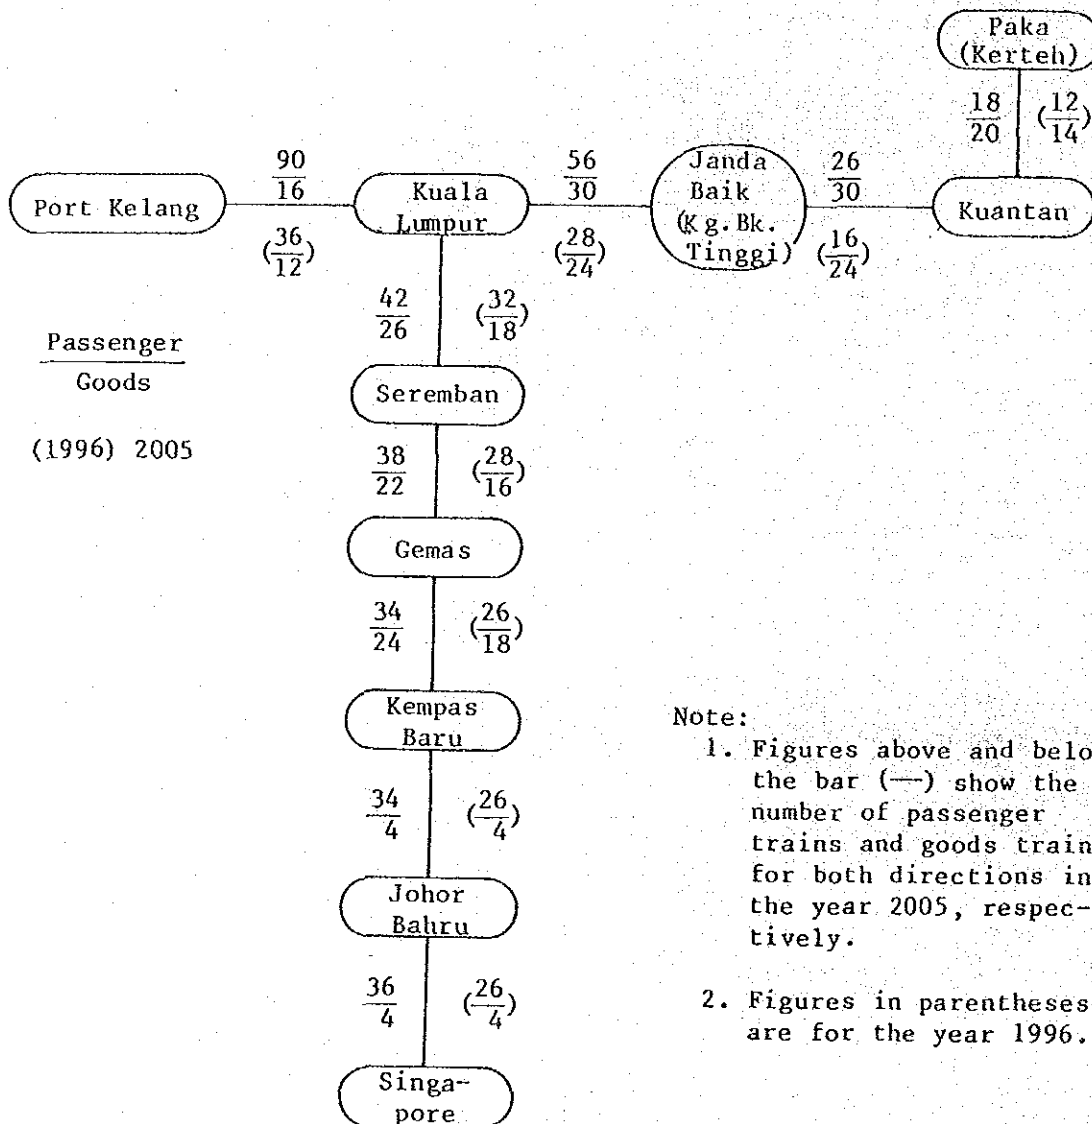 Paka
(Kerteh)
18
20
(12
14)
Port Kelang
90
16
(36
12)
Kuala
Lumpur
56
30
(28
24)
Janda
Baik
(Kg.Bk.
Tinggi)
26
30
(16
24)
Kuantan
42
26
(32
18)
Passenger
Goods
(1996) 2005
Seremban
38
22
(28
16)
Gemas
34
24
(26
18)
Kempas
Baru
34
4
(26
4)
Johor
Bahru
36
4
(26
4)
Singa-
pore
Note:
1. Figures above and belo
the bar (—) show the
number of passenger
trains and goods train
for both directions in
the year 2005, respec-
tively.
2. Figures in parentheses
are for the year 1996.